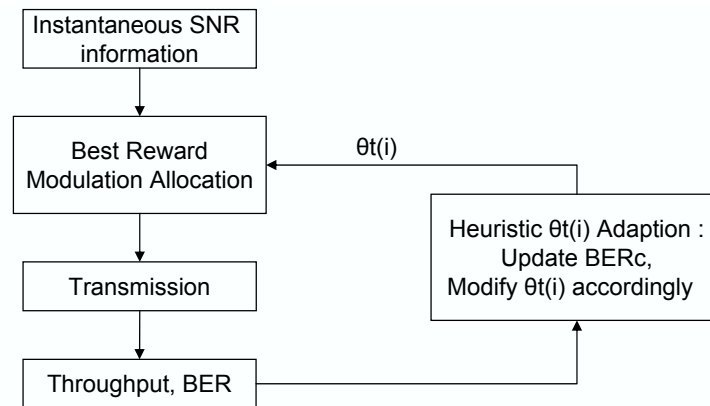 Instantaneous SNR
information
Best Reward
Modulation Allocation
θt(i)
Heuristic θt(i) Adaption :
Update BERc,
Modify θt(i) accordingly
Transmission
Throughput, BER